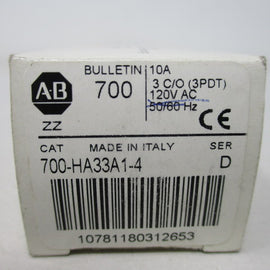 A-B
BULLETIN 10A
700 3 C/O (3PDT)
120V AC
50/60 Hz
ZZ CE
CAT MADE IN ITALY SER
700-HA33A1-4 D
10781180312653